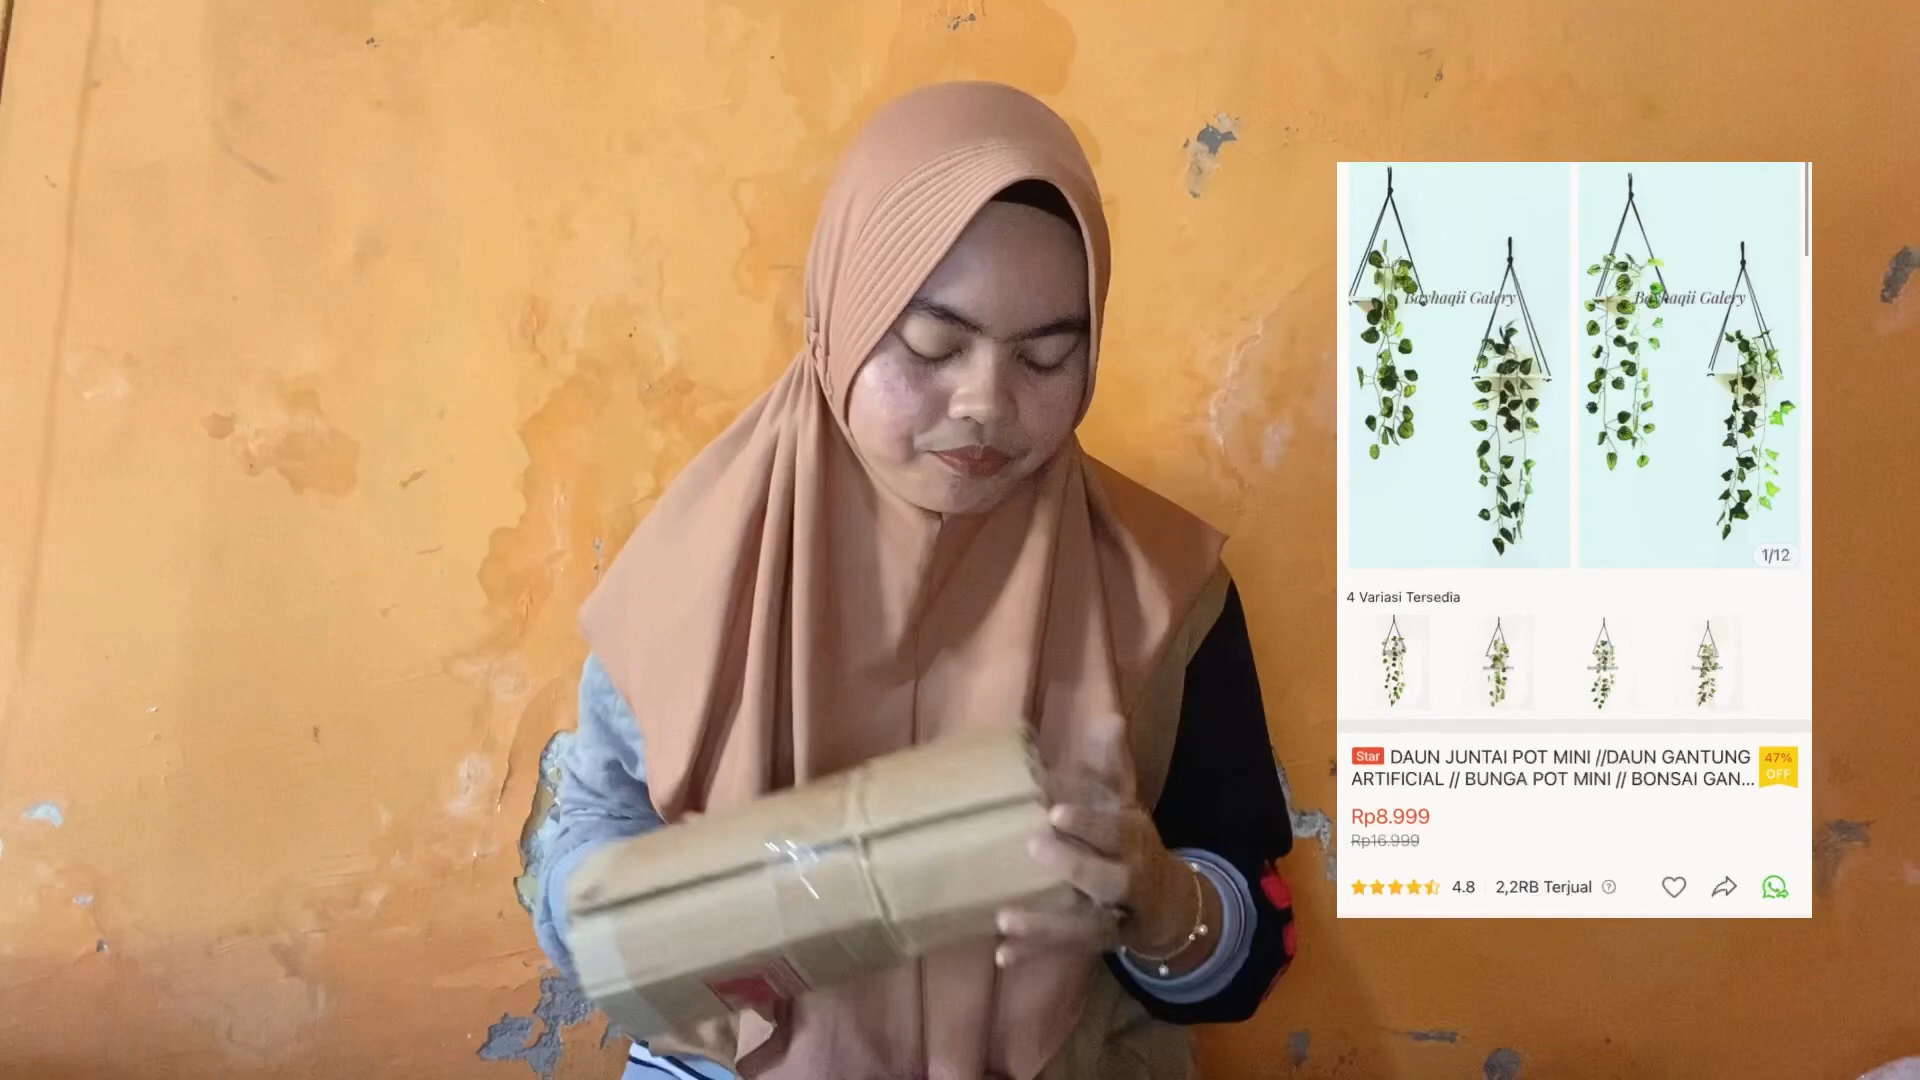 Bayhaqii Galery
Bayhaqii Galery
1/12
4 Variasi Tersedia
Star DAUN JUNTAI POT MINI //DAUN GANTUNG
ARTIFICIAL // BUNGA POT MINI // BONSAI GAN...
47%
OFF
Rp8.999
Rp16.999
4.8
2,2RB Terjual